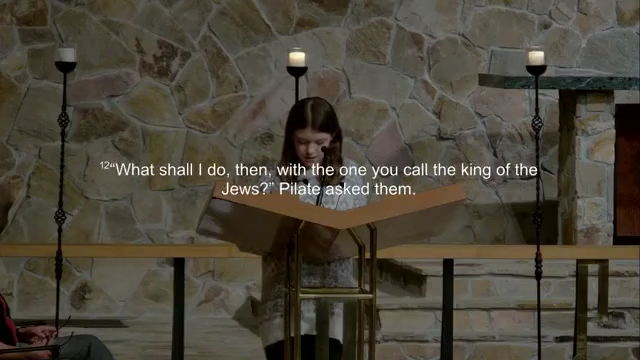 12“What shall I do, then, with the one you call the king of the
Jews?” Pilate asked them.